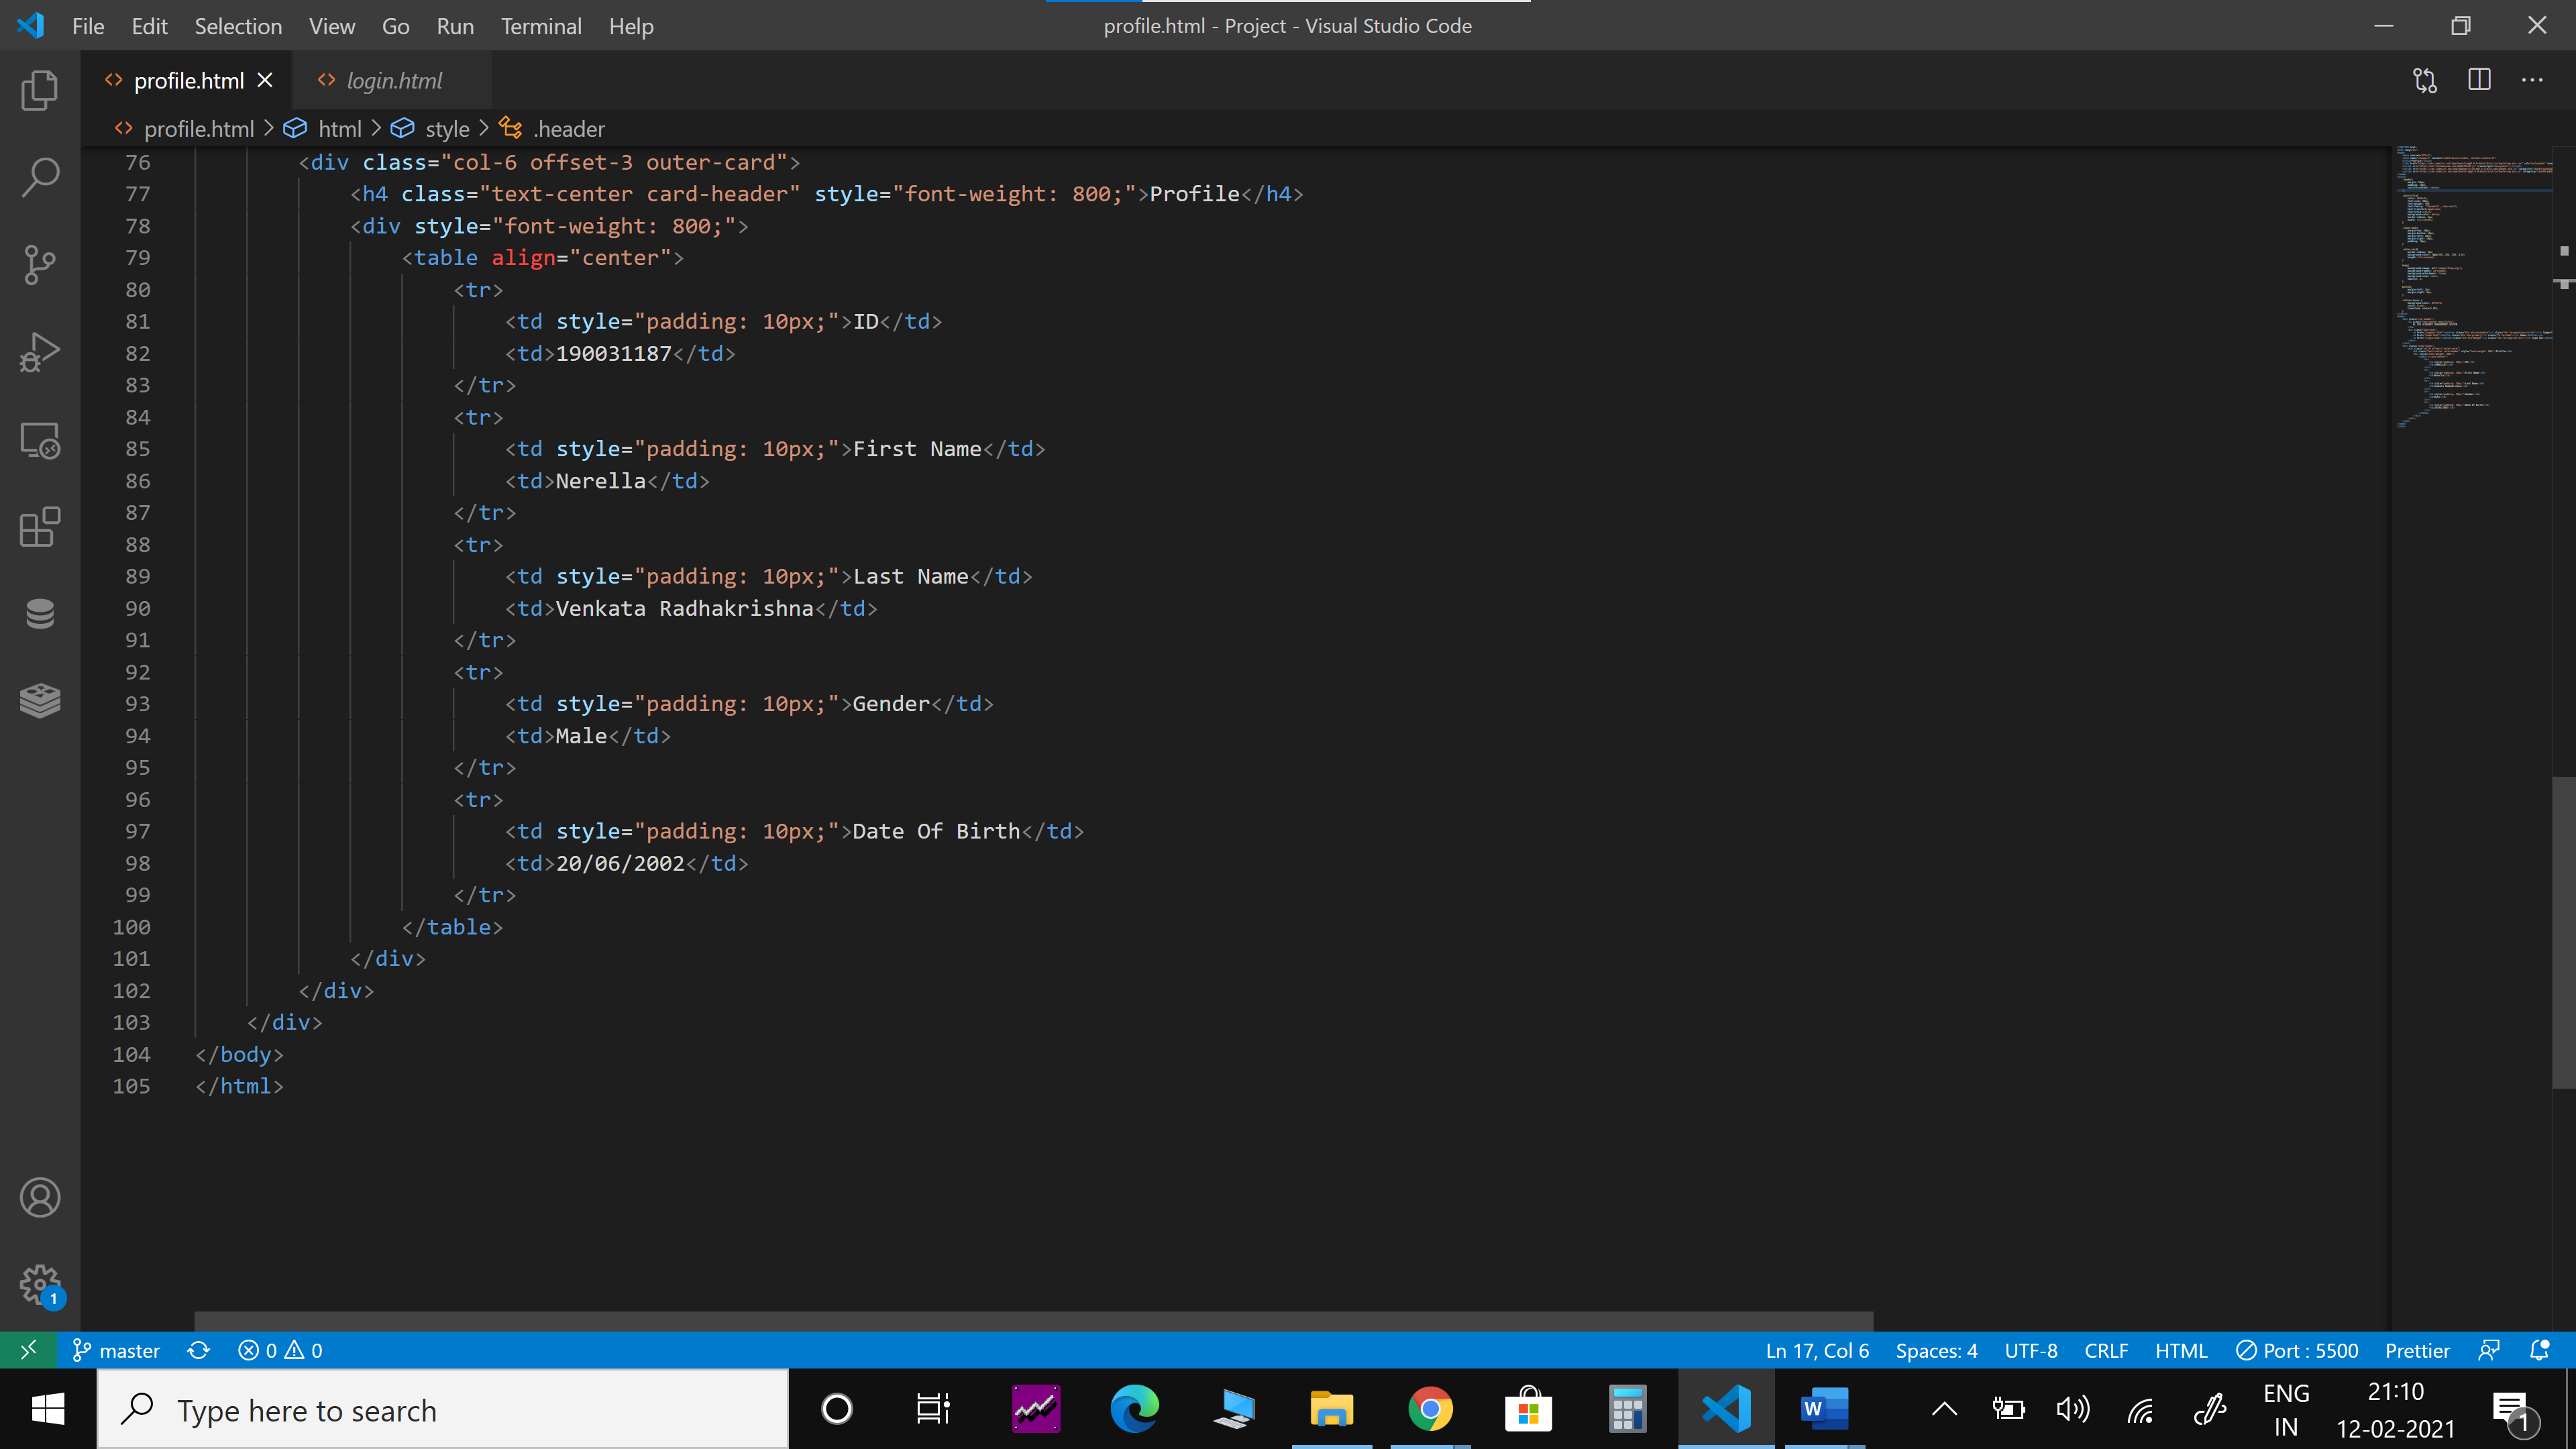 File Edit Selection View Go Run Terminal Help
profile.html - Project - Visual Studio Code
profile.html
login.html
profile.html > html > style > .header
76 <div class="col-6 offset-3 outer-card">
77 <h4 class="text-center card-header" style="font-weight: 800;">Profile</h4>
78 <div style="font-weight: 800;">
79 <table align="center">
80 <tr>
81 <td style="padding: 10px;">ID</td>
82 <td>190031187</td>
83 </tr>
84 <tr>
85 <td style="padding: 10px;">First Name</td>
86 <td>Nerella</td>
87 </tr>
88 <tr>
89 <td style="padding: 10px;">Last Name</td>
90 <td>Venkata Radhakrishna</td>
91 </tr>
92 <tr>
93 <td style="padding: 10px;">Gender</td>
94 <td>Male</td>
95 </tr>
96 <tr>
97 <td style="padding: 10px;">Date Of Birth</td>
98 <td>20/06/2002</td>
99 </tr>
100 </table>
101 </div>
102 </div>
103 </div>
104 </body>
105 </html>
1
master 0 0 Ln 17, Col 6 Spaces: 4 UTF-8 CRLF HTML Port : 5500 Prettier
Type here to search
W
ENG
IN
21:10
12-02-2021
1